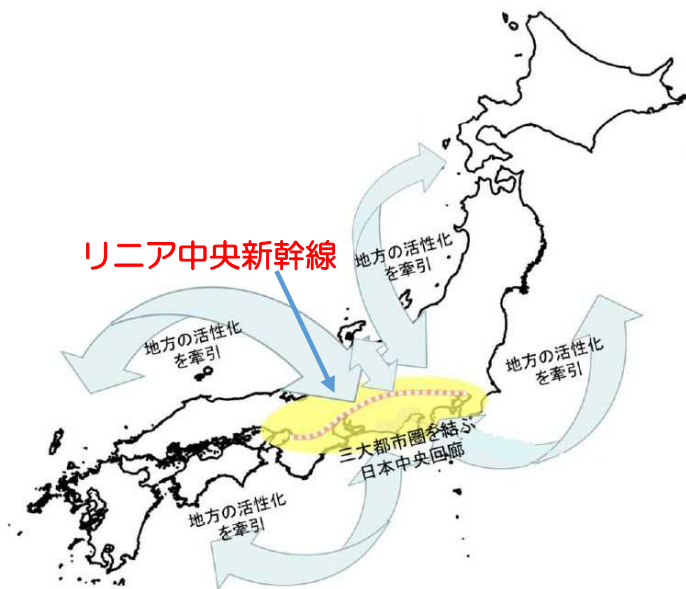 リニア中央新幹線
地方の活性化
を牽引
地方の活性化
を牽引
地方の活性化
を牽引
三大都市圏を結ぶ
日本中央回廊
地方の活性化
を牽引